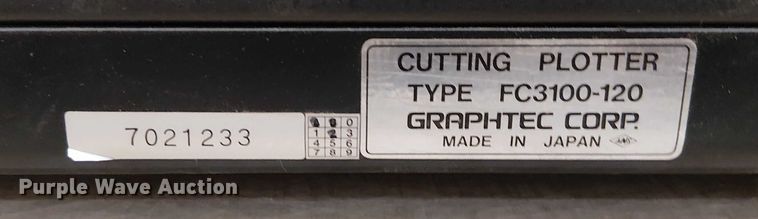 CUTTING PLOTTER
TYPE FC3100-120
GRAPHTEC CORP.
MADE IN JAPAN
7021233
0
1 3
4 5 6
7 8 9
Purple Wave Auction